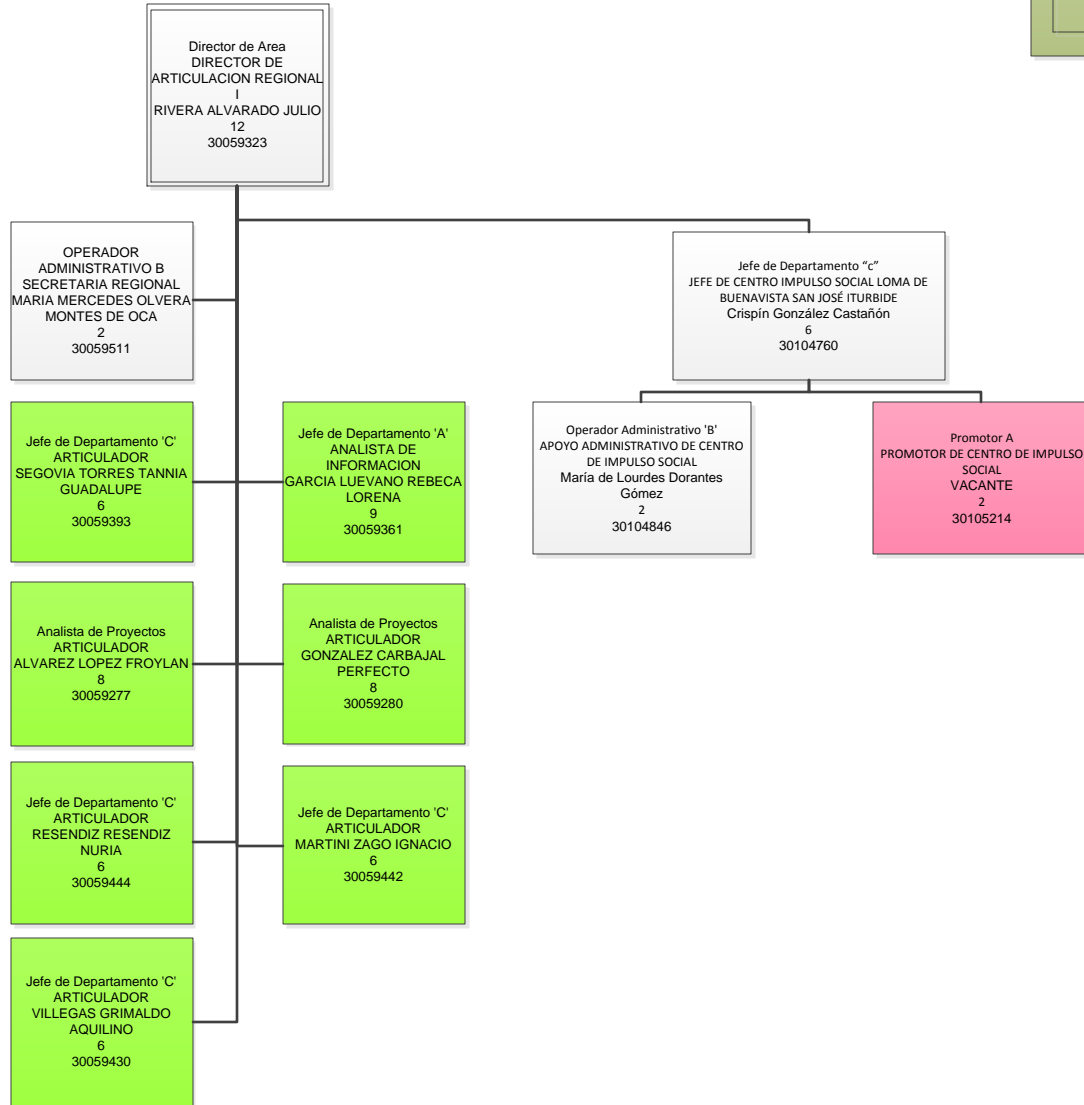 Director de Area
DIRECTOR DE
ARTICULACION REGIONAL
I
RIVERA ALVARADO JULIO
12
30059323
OPERADOR
ADMINISTRATIVO B
SECRETARIA REGIONAL
MARIA MERCEDES OLVERA
MONTES DE OCA
2
30059511
Jefe de Departamento “c”
JEFE DE CENTRO IMPULSO SOCIAL LOMA DE
BUENAVISTA SAN JOSÉ ITURBIDE
Crispín González Castañón
6
30104760
Jefe de Departamento 'C'
ARTICULADOR
SEGOVIA TORRES TANNIA
GUADALUPE
6
30059393
Jefe de Departamento 'A'
ANALISTA DE
INFORMACION
GARCIA LUEVANO REBECA
LORENA
9
30059361
Operador Administrativo 'B'
APOYO ADMINISTRATIVO DE CENTRO
DE IMPULSO SOCIAL
María de Lourdes Dorantes
Gómez
2
30104846
Promotor A
PROMOTOR DE CENTRO DE IMPULSO
SOCIAL
VACANTE
2
30105214
Analista de Proyectos
ARTICULADOR
ALVAREZ LOPEZ FROYLAN
8
30059277
Analista de Proyectos
ARTICULADOR
GONZALEZ CARBAJAL
PERFECTO
8
30059280
Jefe de Departamento 'C'
ARTICULADOR
RESENDIZ RESENDIZ
NURIA
6
30059444
Jefe de Departamento 'C'
ARTICULADOR
MARTINI ZAGO IGNACIO
6
30059442
Jefe de Departamento 'C'
ARTICULADOR
VILLEGAS GRIMALDO
AQUILINO
6
30059430